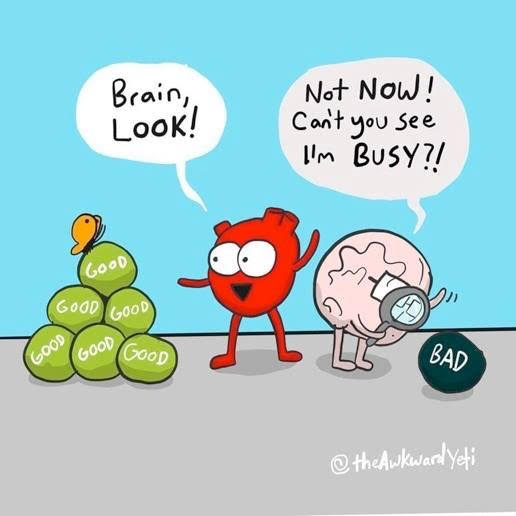 Brain,
LOOK!
Not NOW!
Can't you see
I'm BUSY?!
GOOD
GOOD GOOD
GOOD GOOD GOOD
BAD
@theAwkwardYeti